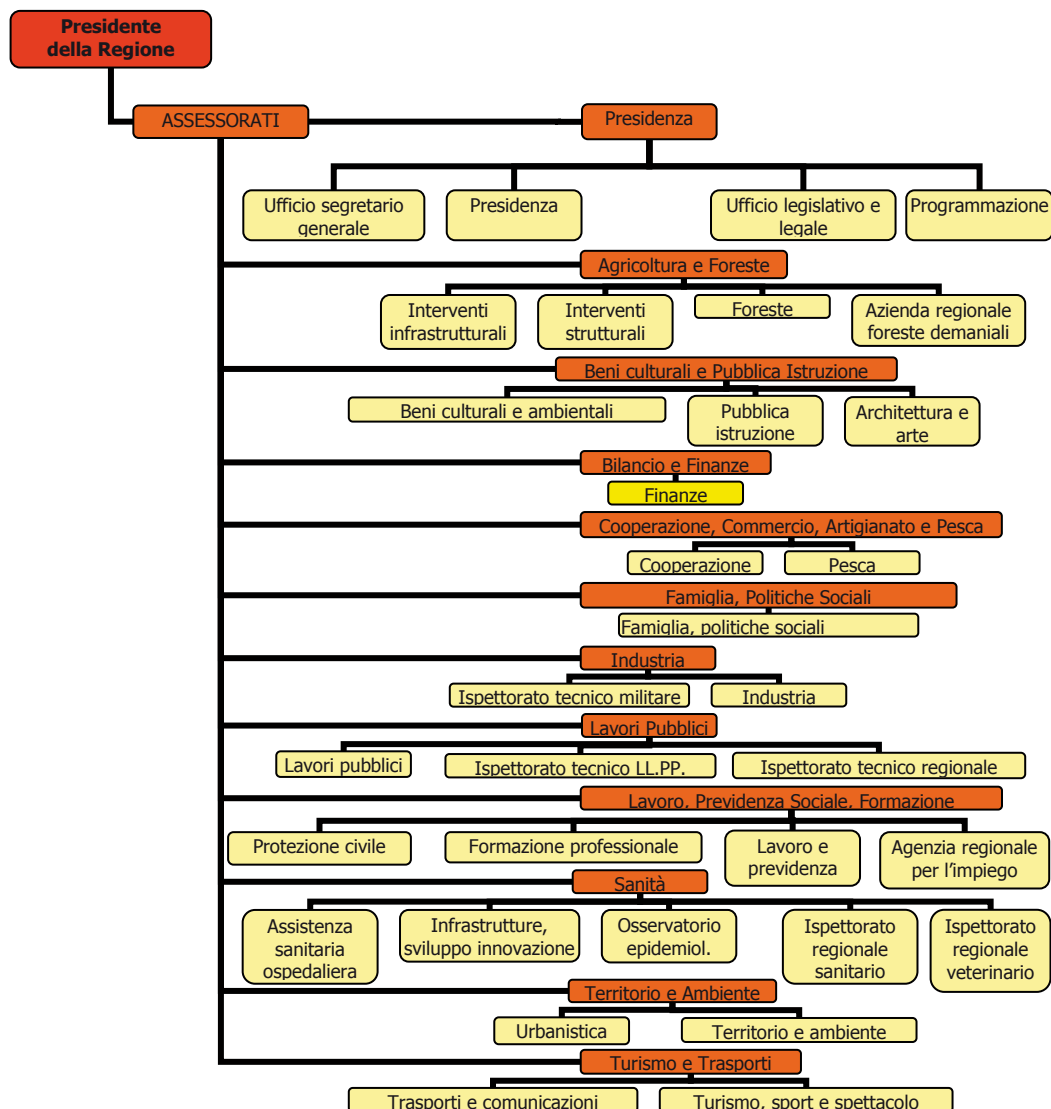 Presidente
della Regione
ASSESSORATI
Presidenza
Ufficio segretario
generale
Presidenza
Ufficio legislativo e
legale
Programmazione
Agricoltura e Foreste
Interventi
infrastrutturali
Interventi
strutturali
Foreste
Azienda regionale
foreste demaniali
Beni culturali e Pubblica Istruzione
Beni culturali e ambientali
Pubblica
istruzione
Architettura e
arte
Bilancio e Finanze
Finanze
Cooperazione, Commercio, Artigianato e Pesca
Cooperazione
Pesca
Famiglia, Politiche Sociali
Famiglia, politiche sociali
Industria
Ispettorato tecnico militare
Industria
Lavori Pubblici
Lavori pubblici
Ispettorato tecnico LL.PP.
Ispettorato tecnico regionale
Lavoro, Previdenza Sociale, Formazione
Protezione civile
Formazione professionale
Lavoro e
previdenza
Agenzia regionale
per l'impiego
Sanità
Assistenza
sanitaria
ospedaliera
Infrastrutture,
sviluppo innovazione
Osservatorio
epidemiol.
Ispettorato
regionale
sanitario
Ispettorato
regionale
veterinario
Territorio e Ambiente
Urbanistica
Territorio e ambiente
Turismo e Trasporti
Trasporti e comunicazioni
Turismo, sport e spettacolo